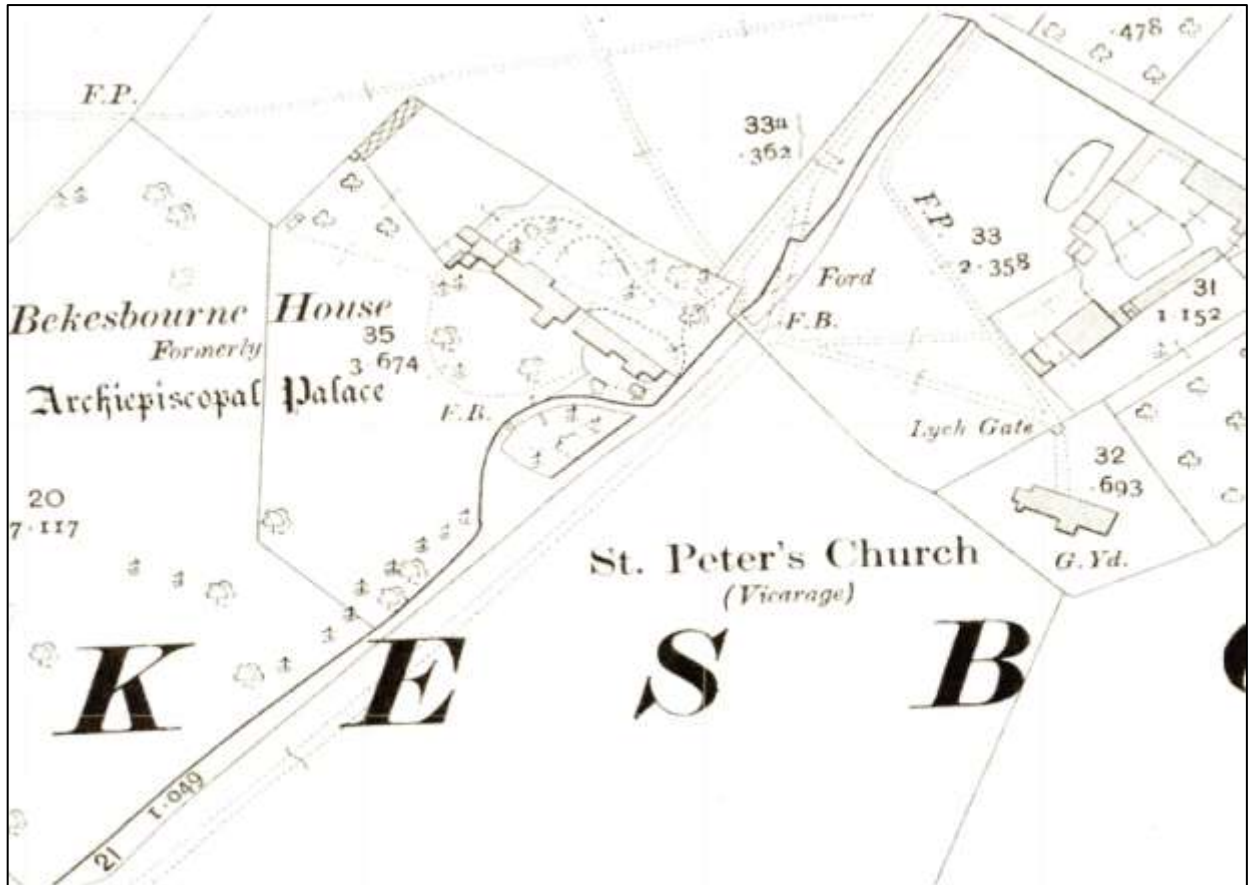 ·478
F.P.
33a
·362
F.P.
33
2·358
Ford
31
1 152
F.B.
Bekesbourne House
Formerly
35
3 674
Archiepiscopal Palace
F.B.
Lych Gate
32
·693
20
7·117
St. Peter's Church
(Vicarage)
G. Yd.
K E S B
1·049
21